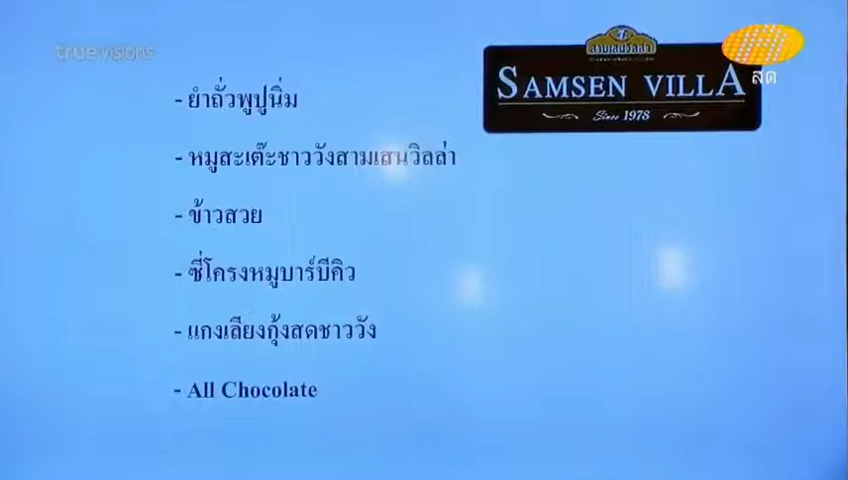 true visions
สามเสนวิลล่า
SAMSEN VILLA
Since 1978
สด
- ยำถั่วพูปูนิ่ม
- หมูสะเต๊ะชาววังสามเสนวิลล่า
- ข้าวสวย
- ซี่โครงหมูบาร์บีคิว
- แกงเลียงกุ้งสดชาววัง
- All Chocolate